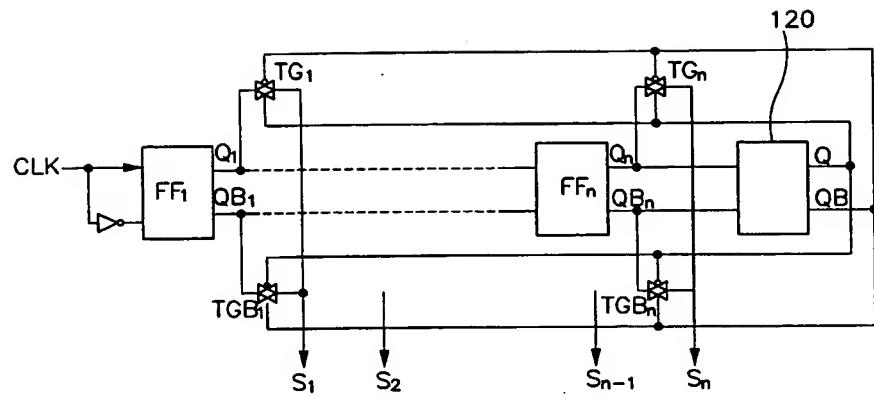 120
TG₁
TGₙ
CLK
FF₁
Q₁
QB₁
FFₙ
Qₙ
QBₙ
Q
QB
TGB₁
TGBₙ
S₁
S₂
Sₙ₋₁
Sₙ